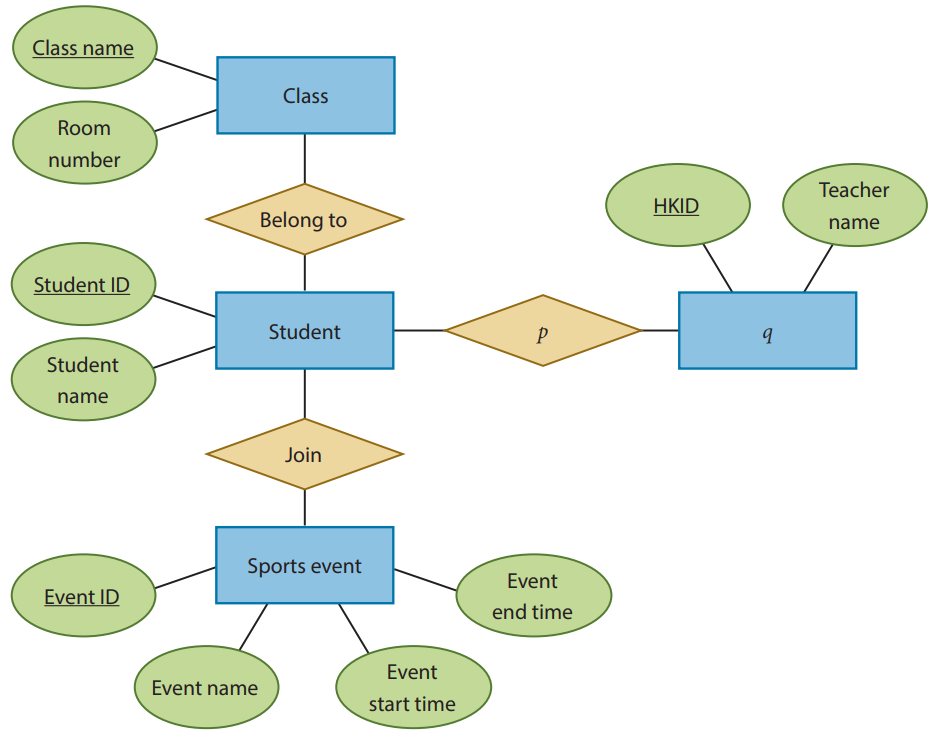 Class name
Class
Room
number
Belong to
HKID
Teacher
name
Student ID
Student
Student
name
p
q
Join
Sports event
Event ID
Event
end time
Event name
Event
start time